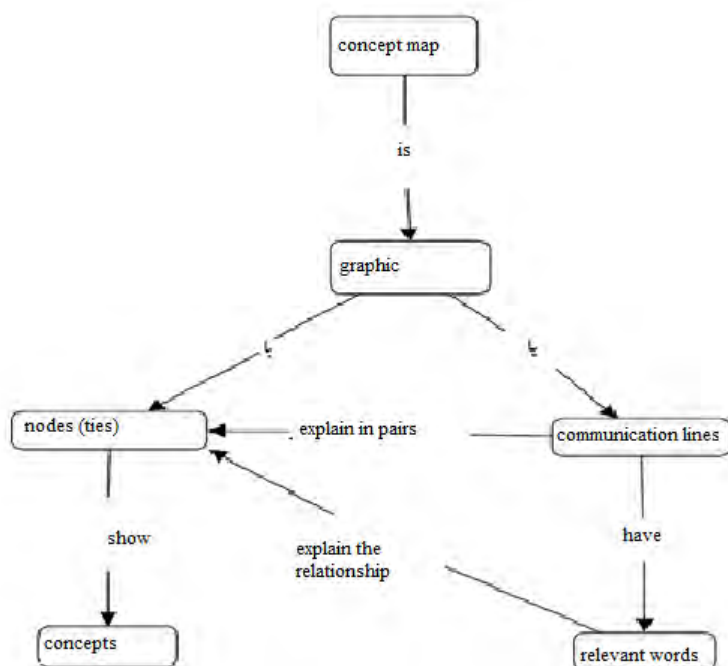 concept map
is
graphic
nodes (ties)
explain in pairs
communication lines
show
explain the
relationship
have
concepts
relevant words